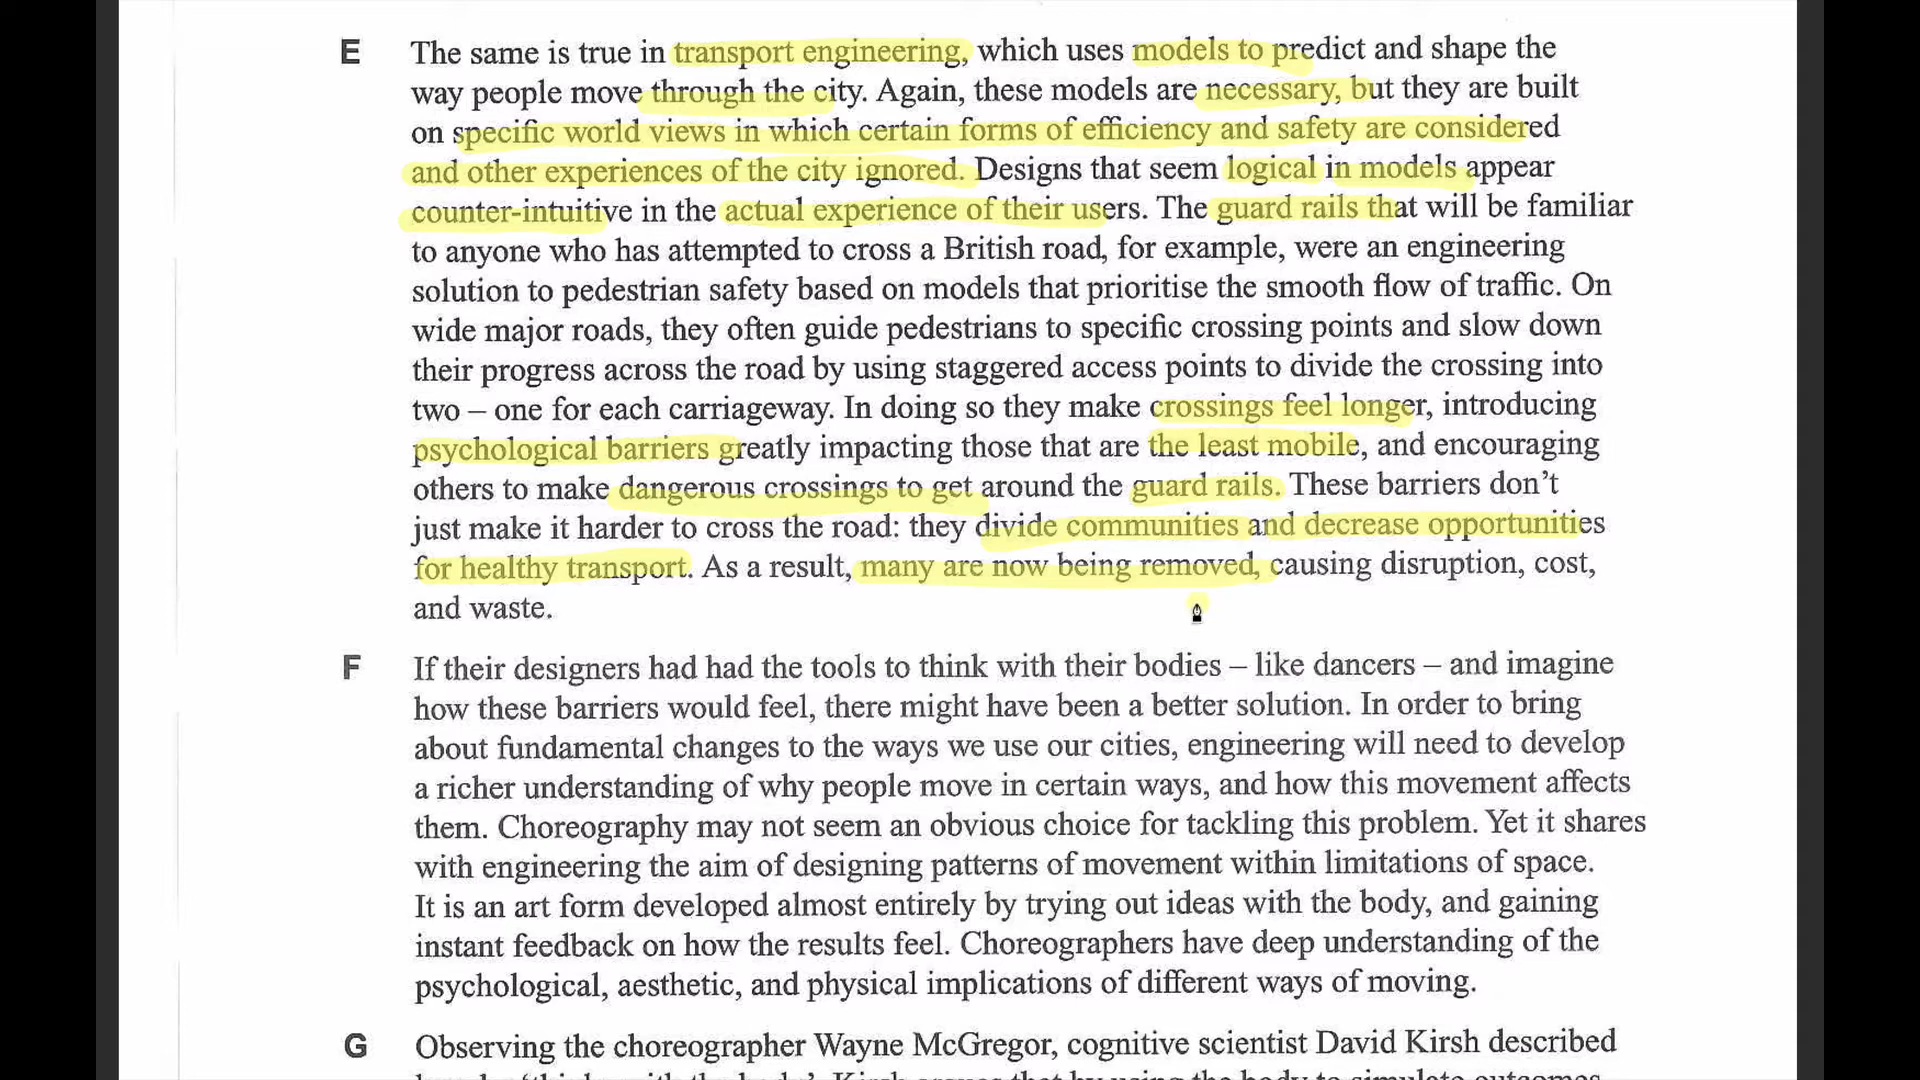 E The same is true in transport engineering, which uses models to predict and shape the
way people move through the city. Again, these models are necessary, but they are built
on specific world views in which certain forms of efficiency and safety are considered
and other experiences of the city ignored. Designs that seem logical in models appear
counter-intuitive in the actual experience of their users. The guard rails that will be familiar
to anyone who has attempted to cross a British road, for example, were an engineering
solution to pedestrian safety based on models that prioritise the smooth flow of traffic. On
wide major roads, they often guide pedestrians to specific crossing points and slow down
their progress across the road by using staggered access points to divide the crossing into
two – one for each carriageway. In doing so they make crossings feel longer, introducing
psychological barriers greatly impacting those that are the least mobile, and encouraging
others to make dangerous crossings to get around the guard rails. These barriers don't
just make it harder to cross the road: they divide communities and decrease opportunities
for healthy transport. As a result, many are now being removed, causing disruption, cost,
and waste.
F If their designers had had the tools to think with their bodies – like dancers – and imagine
how these barriers would feel, there might have been a better solution. In order to bring
about fundamental changes to the ways we use our cities, engineering will need to develop
a richer understanding of why people move in certain ways, and how this movement affects
them. Choreography may not seem an obvious choice for tackling this problem. Yet it shares
with engineering the aim of designing patterns of movement within limitations of space.
It is an art form developed almost entirely by trying out ideas with the body, and gaining
instant feedback on how the results feel. Choreographers have deep understanding of the
psychological, aesthetic, and physical implications of different ways of moving.
G Observing the choreographer Wayne McGregor, cognitive scientist David Kirsh described